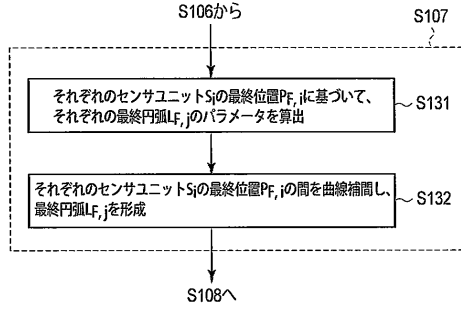 S106から
S107
それぞれのセンサユニットSiの最終位置PF, iに基づいて、
それぞれの最終円弧LF, jのパラメータを算出
S131
それぞれのセンサユニットSiの最終位置PF, iの間を曲線補間し、
最終円弧LF, jを形成
S132
S108へ